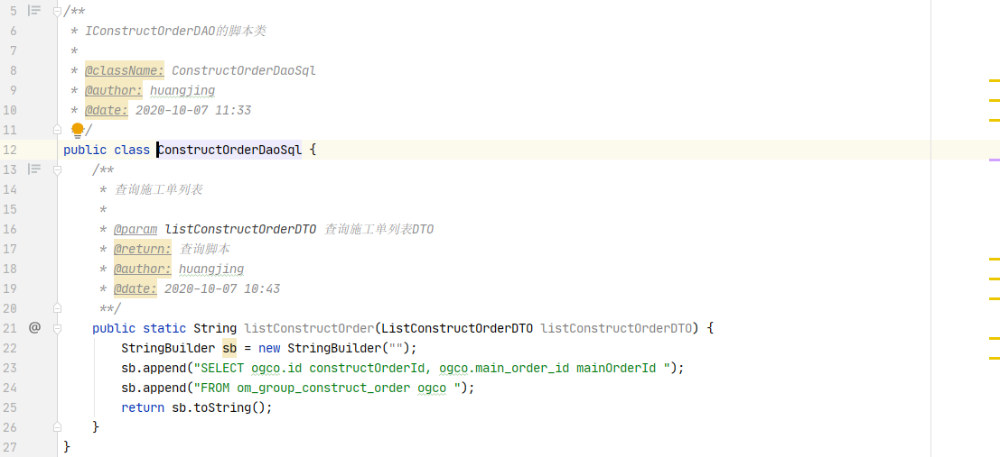 5 /**
6 * IConstructOrderDAO的脚本类
7 *
8 * @className: ConstructOrderDaoSql
9 * @author: huangjing
10 * @date: 2020-10-07 11:33
11 */
12 public class ConstructOrderDaoSql {
13 /**
14 * 查询施工单列表
15 *
16 * @param listConstructOrderDTO 查询施工单列表DTO
17 * @return: 查询脚本
18 * @author: huangjing
19 * @date: 2020-10-07 10:43
20 **/
21 @ public static String listConstructOrder(ListConstructOrderDTO listConstructOrderDTO) {
22 StringBuilder sb = new StringBuilder("");
23 sb.append("SELECT ogco.id constructOrderId, ogco.main_order_id mainOrderId ");
24 sb.append("FROM om_group_construct_order ogco ");
25 return sb.toString();
26 }
27 }